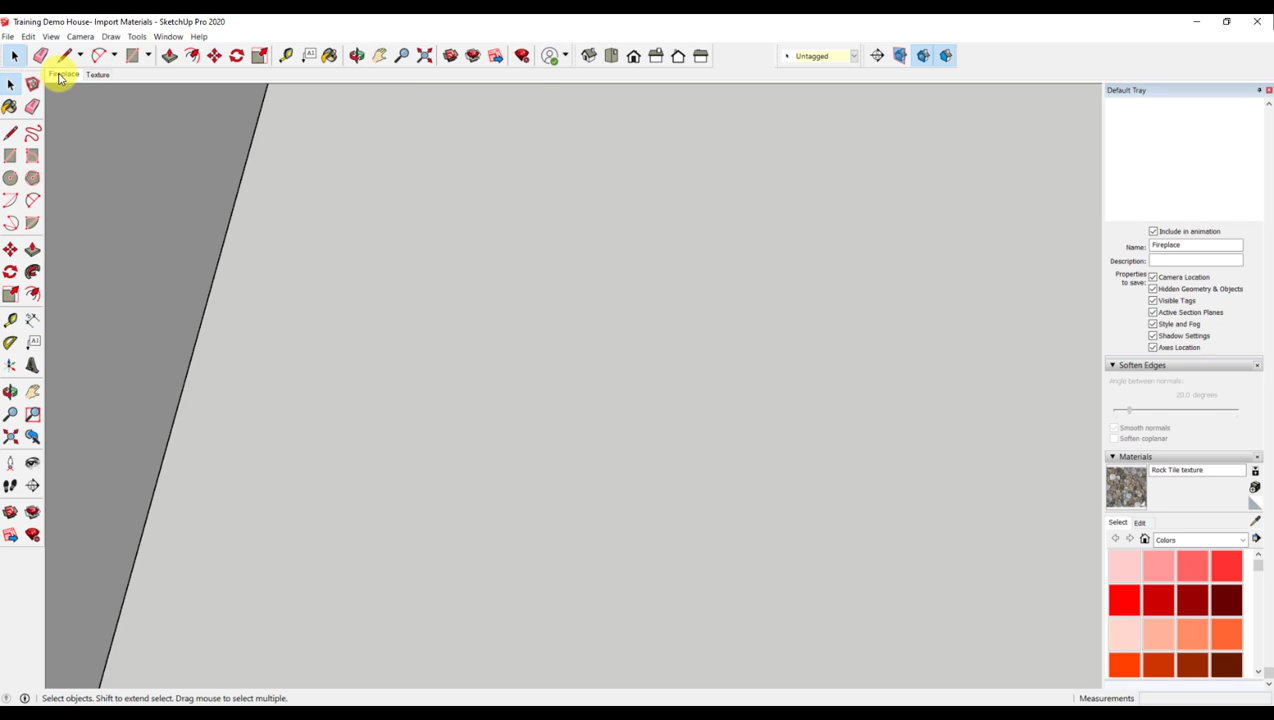 Training Demo House- Import Materials - SketchUp Pro 2020
File Edit View Camera Draw Tools Window Help
Untagged
Fireplace Texture
Default Tray
Include in animation
Name: Fireplace
Description:
Properties to save:
Camera Location
Hidden Geometry & Objects
Visible Tags
Active Section Planes
Style and Fog
Shadow Settings
Axes Location
Soften Edges
Angle between normals:
20.0 degrees
Smooth normals
Soften coplanar
Materials
Rock Tile texture
Select Edit
Colors
Select objects. Shift to extend select. Drag mouse to select multiple.
Measurements